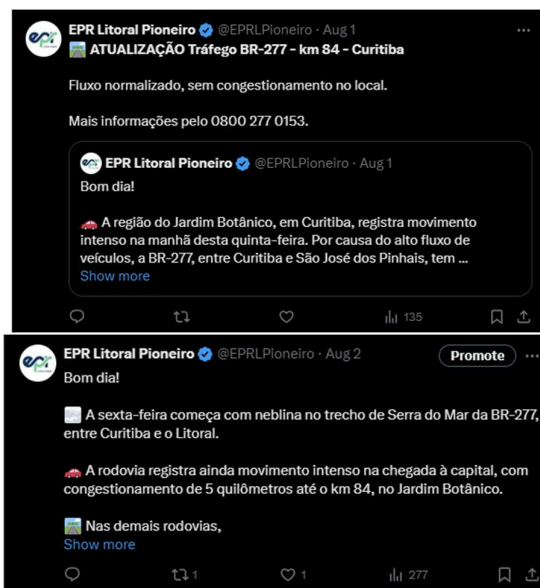 EPR Litoral Pioneiro @EPRLPioneiro · Aug 1
ATUALIZAÇÃO Tráfego BR-277 - km 84 - Curitiba
Fluxo normalizado, sem congestionamento no local.
Mais informações pelo 0800 277 0153.
EPR Litoral Pioneiro @EPRLPioneiro · Aug 1
Bom dia!
A região do Jardim Botânico, em Curitiba, registra movimento
intenso na manhã desta quinta-feira. Por causa do alto fluxo de
veículos, a BR-277, entre Curitiba e São José dos Pinhais, tem ...
Show more
135
epr
EPR Litoral Pioneiro @EPRLPioneiro · Aug 2 Promote
Bom dia!
A sexta-feira começa com neblina no trecho de Serra do Mar da BR-277,
entre Curitiba e o Litoral.
A rodovia registra ainda movimento intenso na chegada à capital, com
congestionamento de 5 quilômetros até o km 84, no Jardim Botânico.
Nas demais rodovias,
Show more
1 1 277